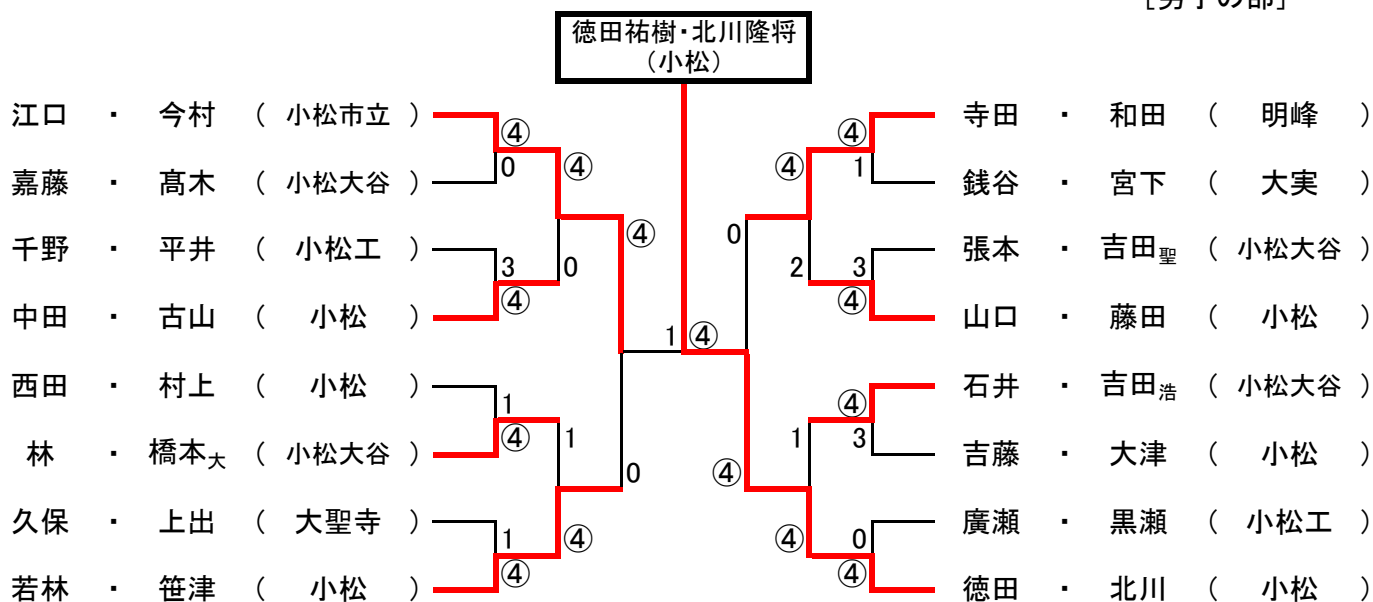 [男子の部]
徳田祐樹・北川隆将
(小松)
江口 ・ 今村 ( 小松市立 )
④
0
嘉藤 ・ 髙木 ( 小松大谷 )
④
千野 ・ 平井 ( 小松工 )
3
④
0
中田 ・ 古山 ( 小松 )
④
西田 ・ 村上 ( 小松 )
1
④
林 ・ 橋本大 ( 小松大谷 )
1
久保 ・ 上出 ( 大聖寺 )
1
④
④
若林 ・ 笹津 ( 小松 )
0
1
④
寺田 ・ 和田 ( 明峰 )
④
1
銭谷 ・ 宮下 ( 大実 )
④
張本 ・ 吉田聖 ( 小松大谷 )
3
④
2
山口 ・ 藤田 ( 小松 )
0
石井 ・ 吉田浩 ( 小松大谷 )
④
3
吉藤 ・ 大津 ( 小松 )
1
廣瀬 ・ 黒瀬 ( 小松工 )
0
④
④
徳田 ・ 北川 ( 小松 )
④